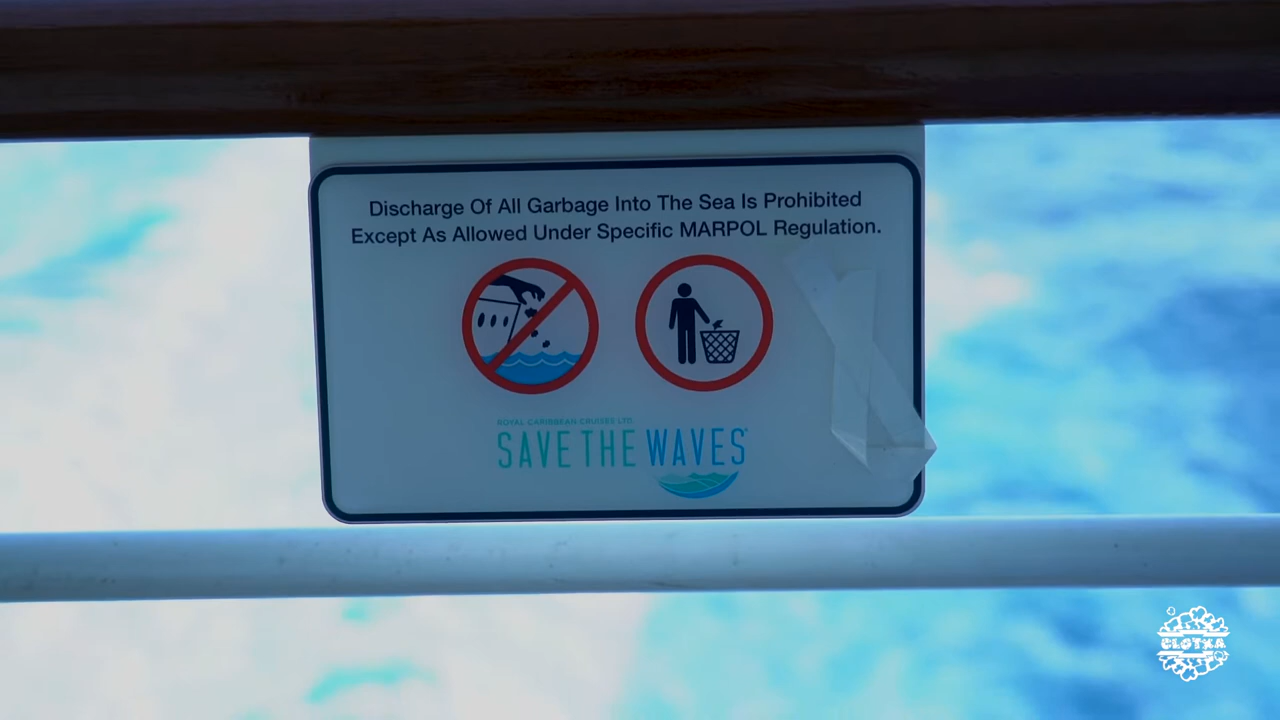 Discharge Of All Garbage Into The Sea Is Prohibited
Except As Allowed Under Specific MARPOL Regulation.
ROYAL CARIBBEAN CRUISES LTD.
SAVE THE WAVES®
CLOTKA